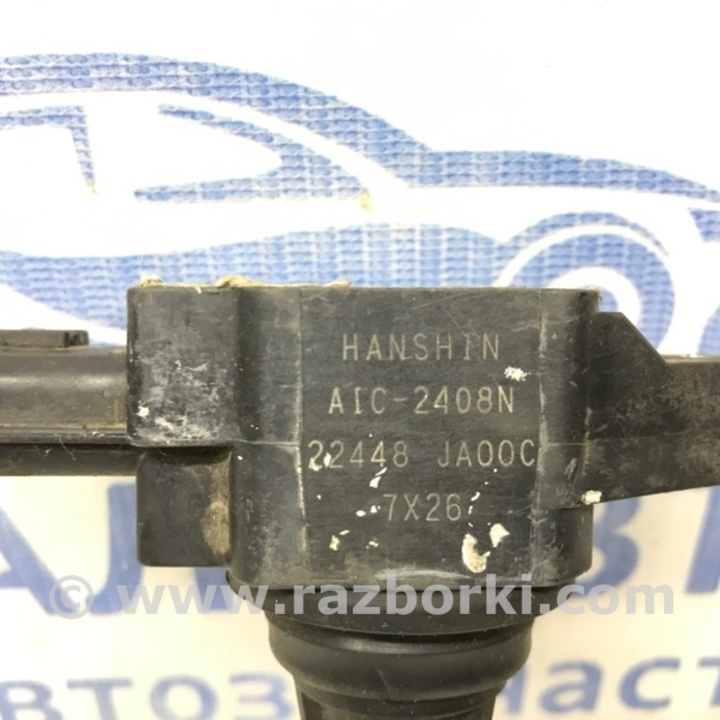 HANSHIN
AIC-2408N
22448 JA00C
7X26
© www.razborki.com